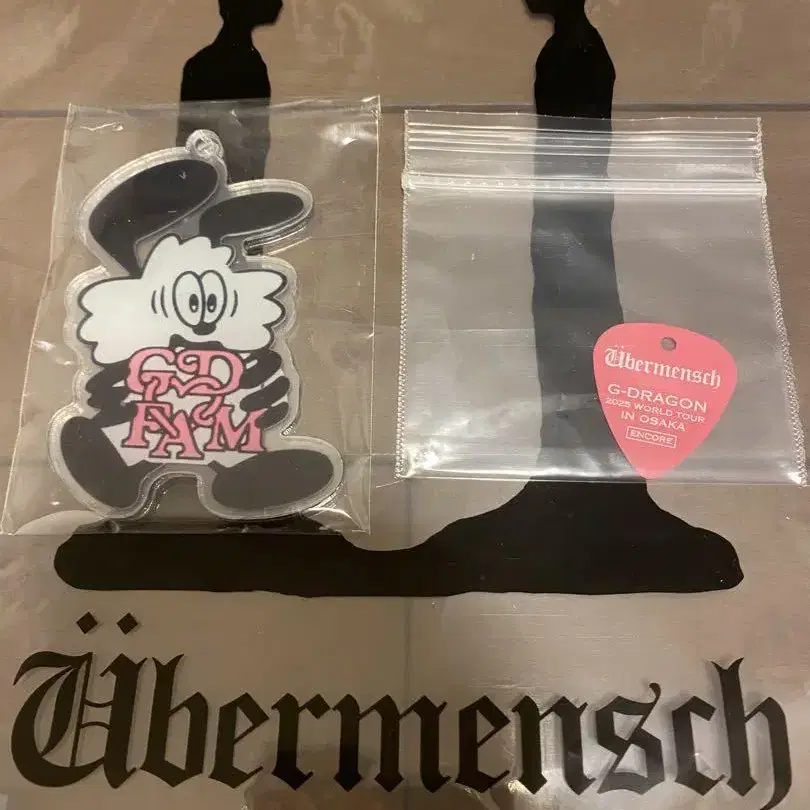 GD
FAM
Übermensch
G-DRAGON
2025 WORLD TOUR
IN OSAKA
ENCORE
Übermensch